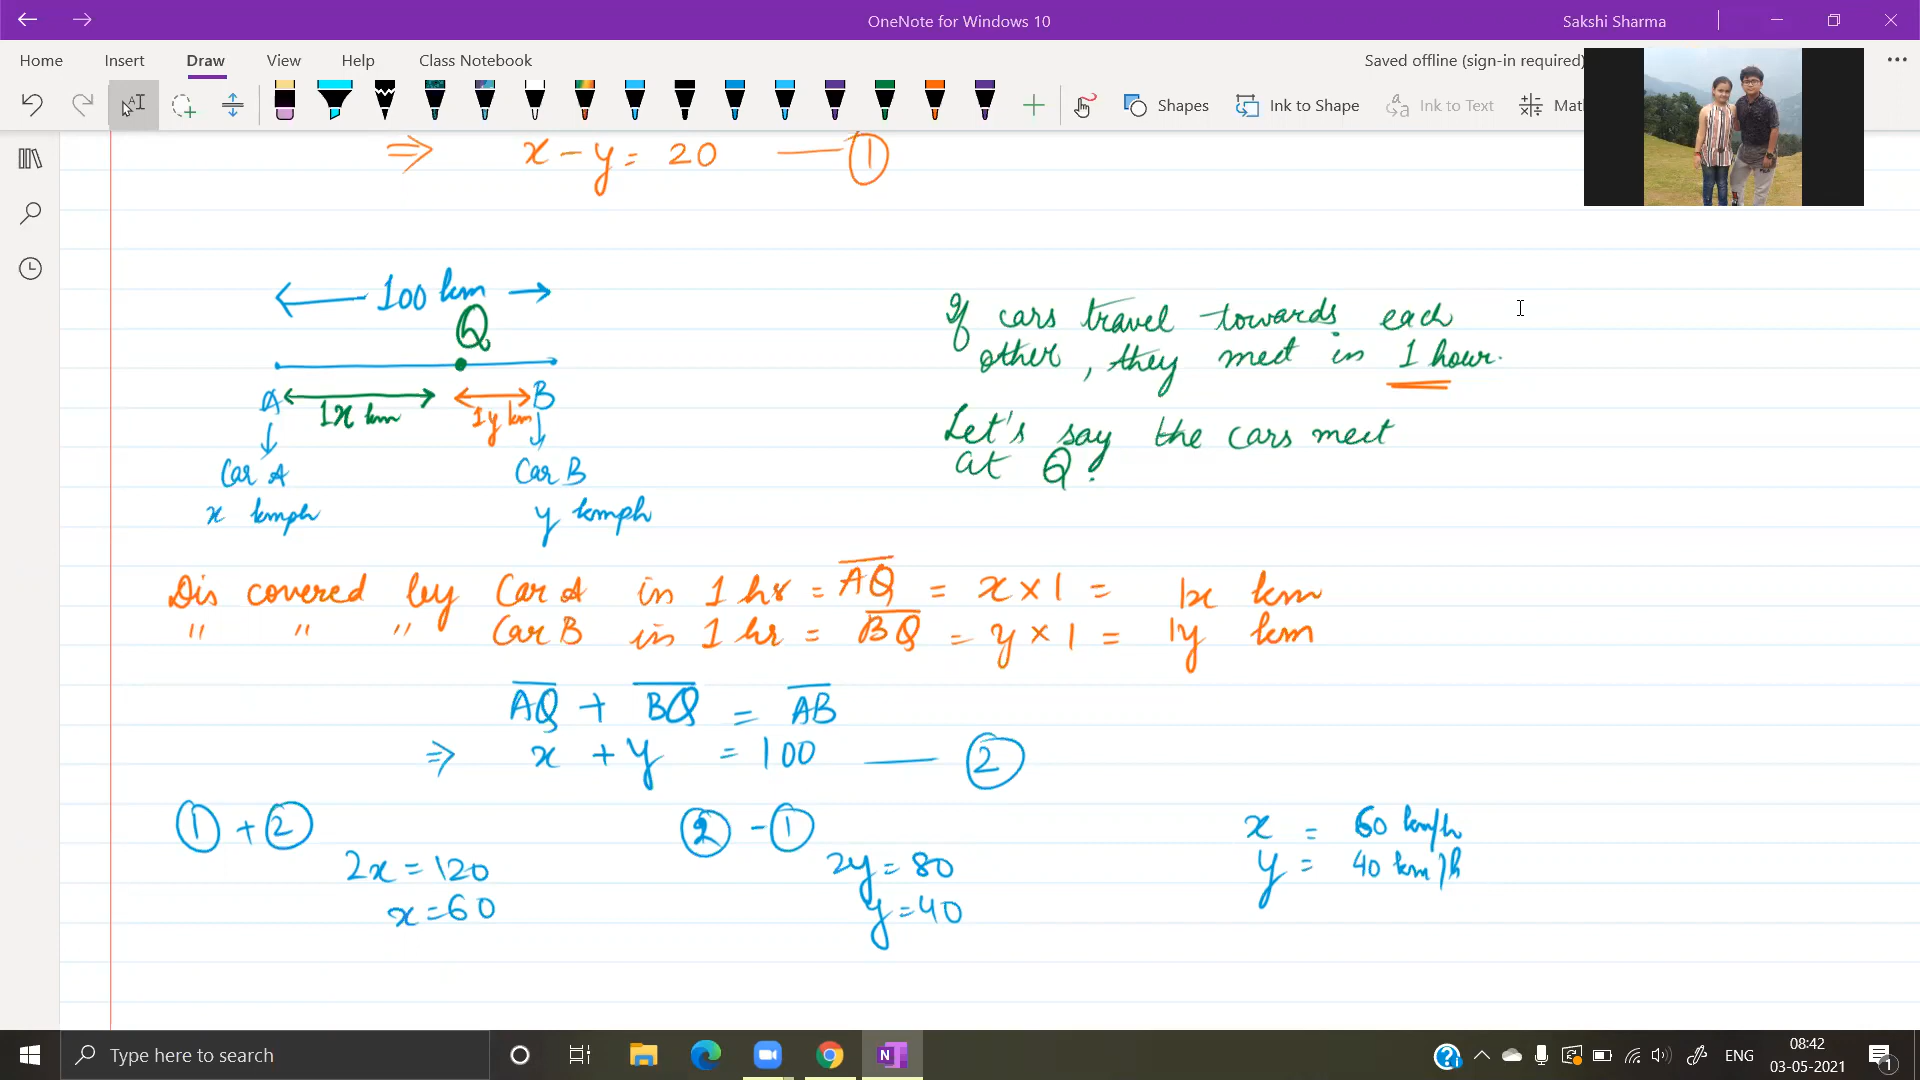 OneNote for Windows 10
Sakshi Sharma
Home Insert Draw View Help Class Notebook
Saved offline (sign-in required)
Shapes Ink to Shape Ink to Text Math
⇒ x - y = 20 — ①
100 km
Q
A B
1x km 1y km
Car A Car B
x kmph y kmph
If cars travel towards each
other, they meet in 1 hour.
Let's say the cars meet
at Q.
Dis covered by Car A in 1 hr = AQ = x × 1 = 1x km
" " " Car B in 1 hr = BQ = y × 1 = 1y km
AQ + BQ = AB
⇒ x + y = 100 — ②
① + ②
2x = 120
x = 60
② - ①
2y = 80
y = 40
x = 60 km/h
y = 40 km/h
Type here to search
ENG
08:42
03-05-2021
1